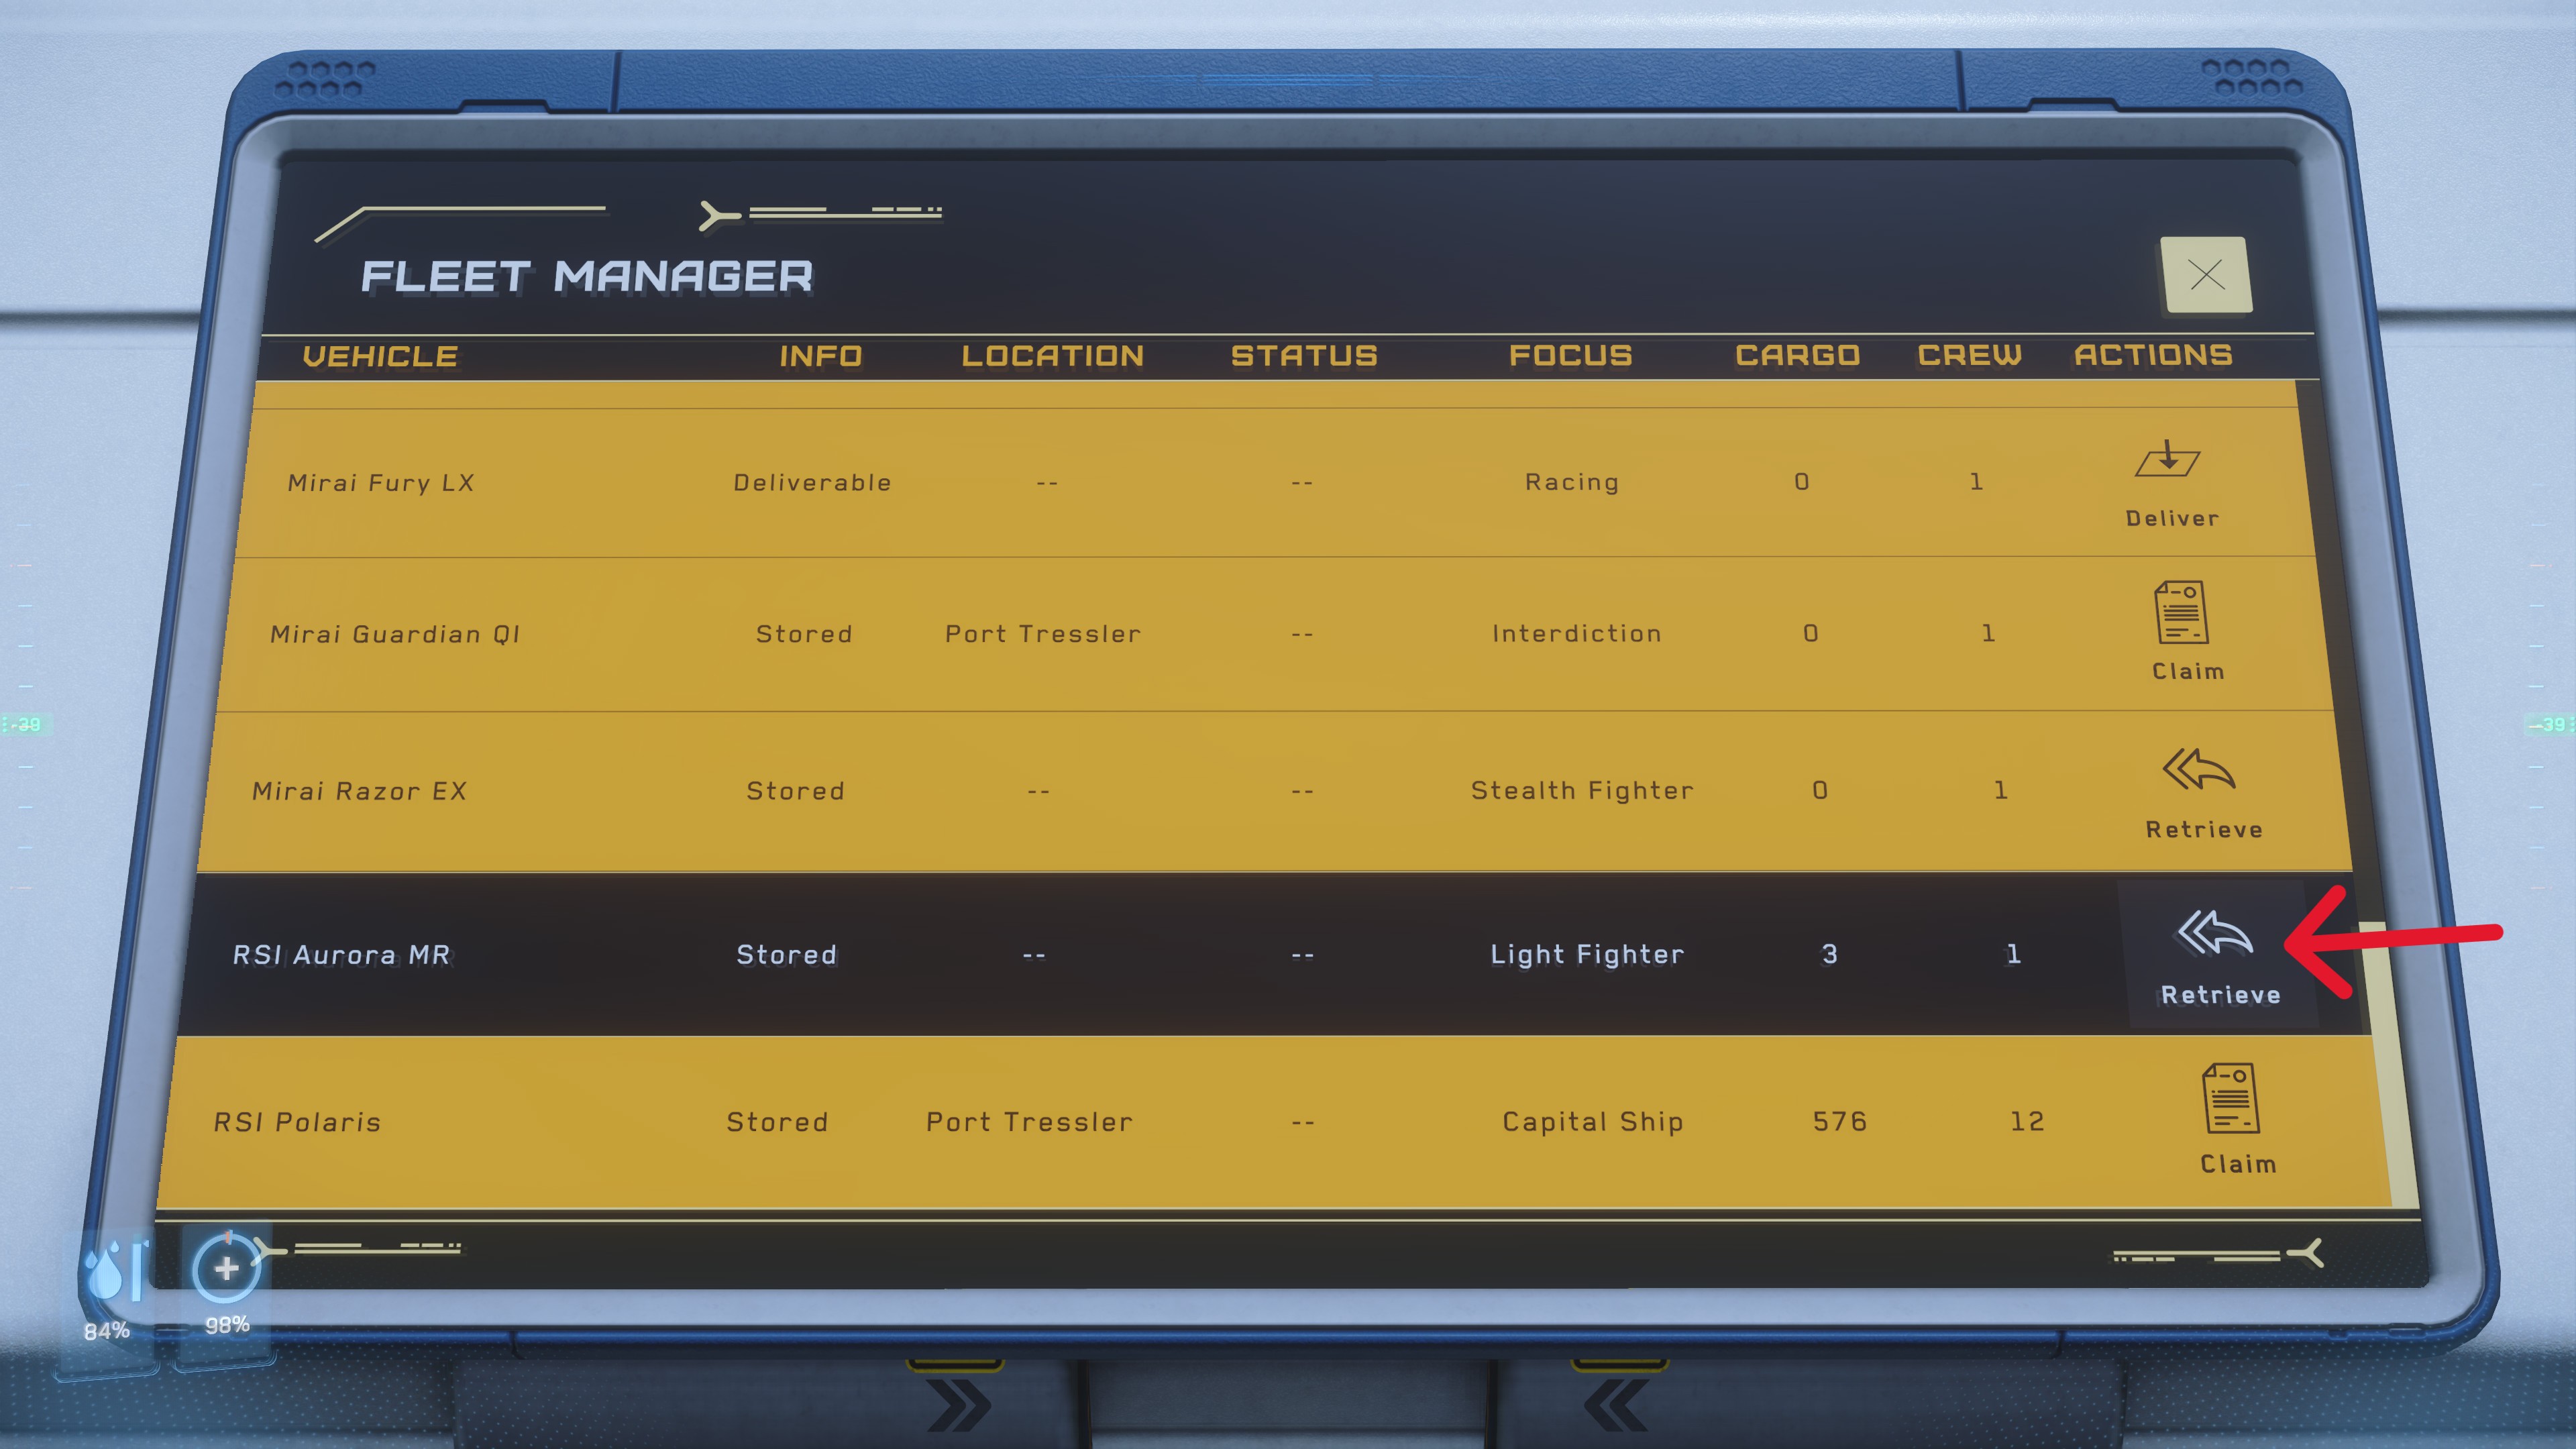 FLEET MANAGER
VEHICLE INFO LOCATION STATUS FOCUS CARGO CREW ACTIONS
Mirai Fury LX Deliverable -- -- Racing 0 1 Deliver
Mirai Guardian QI Stored Port Tressler -- Interdiction 0 1 Claim
-39 -39
Mirai Razor EX Stored -- -- Stealth Fighter 0 1 Retrieve
RSI Aurora MR Stored -- -- Light Fighter 3 1 Retrieve
RSI Polaris Stored Port Tressler -- Capital Ship 576 12 Claim
84% 98%